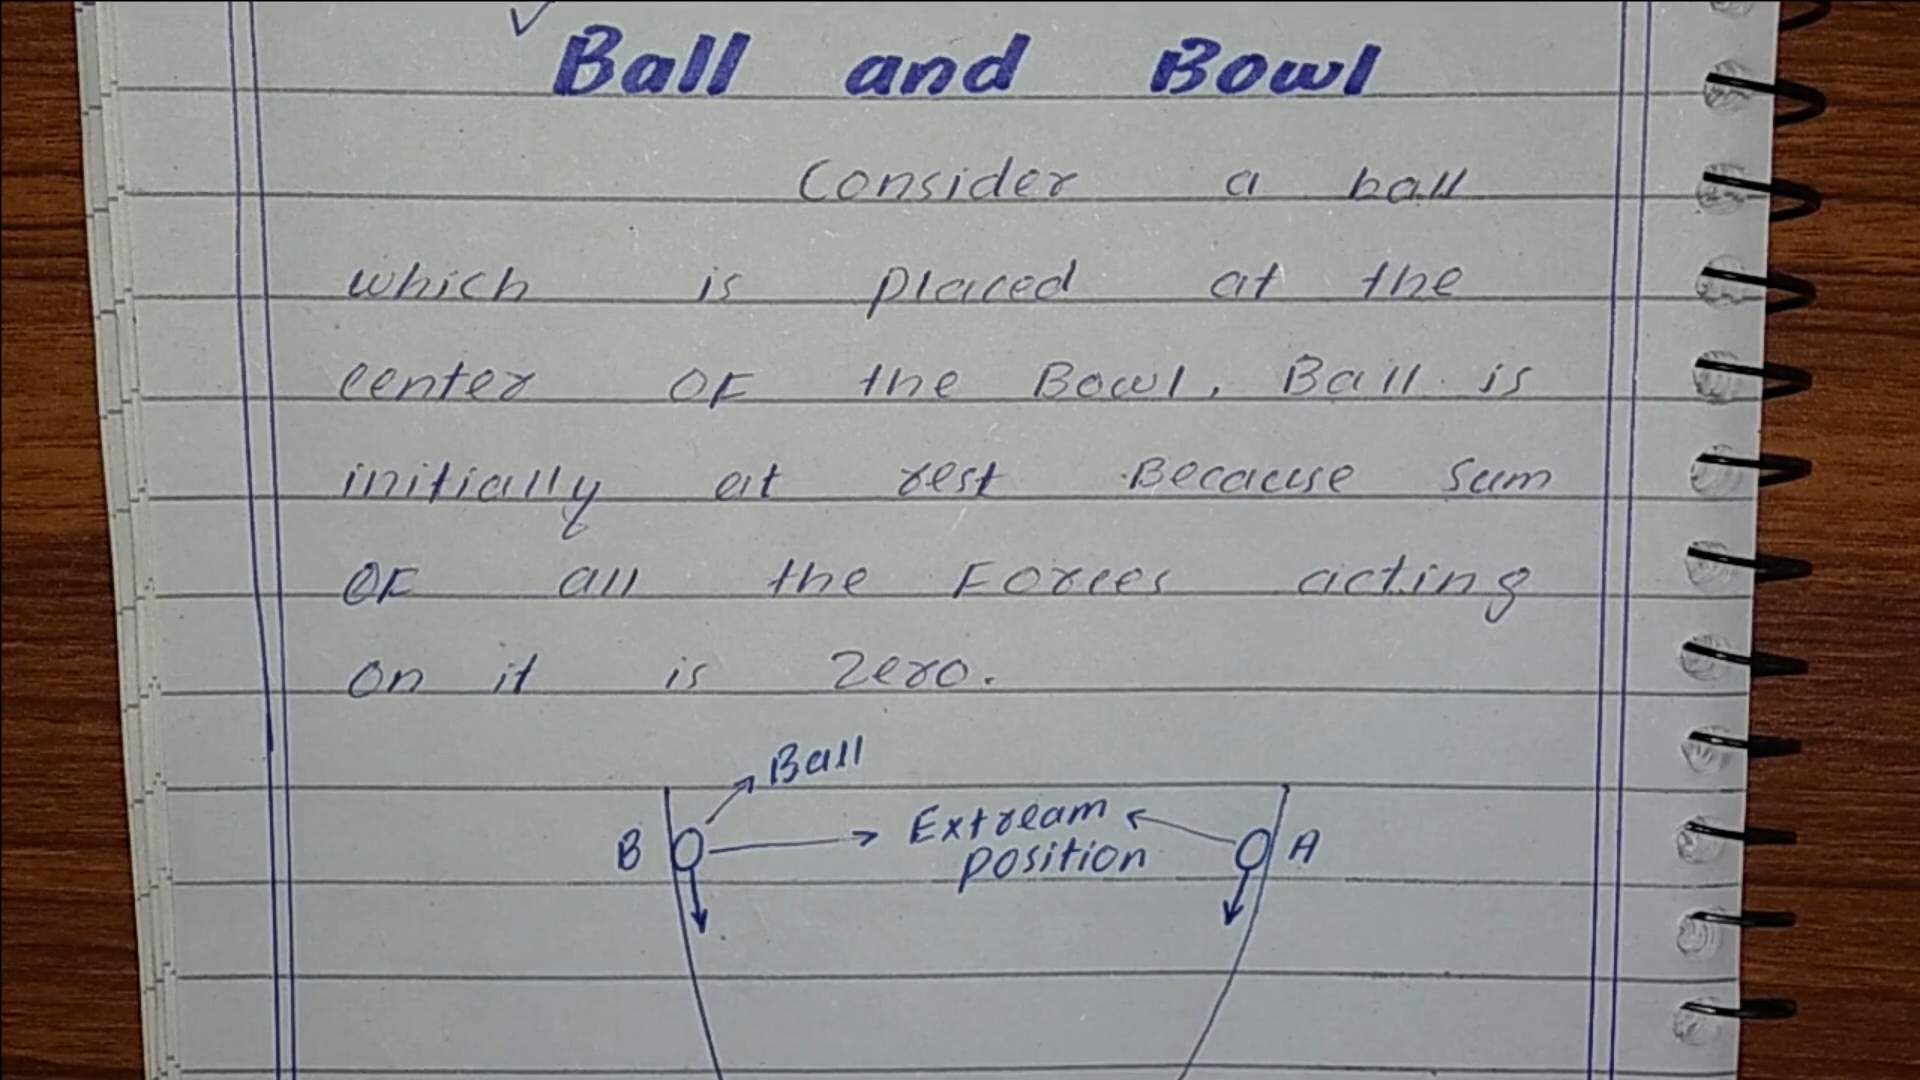 Ball and Bowl
Consider a ball
which is placed at the
center OF the Bowl. Ball is
initially at rest Because Sum
OF all the Forces acting
on it is Zero.
Ball
B Extream A
position